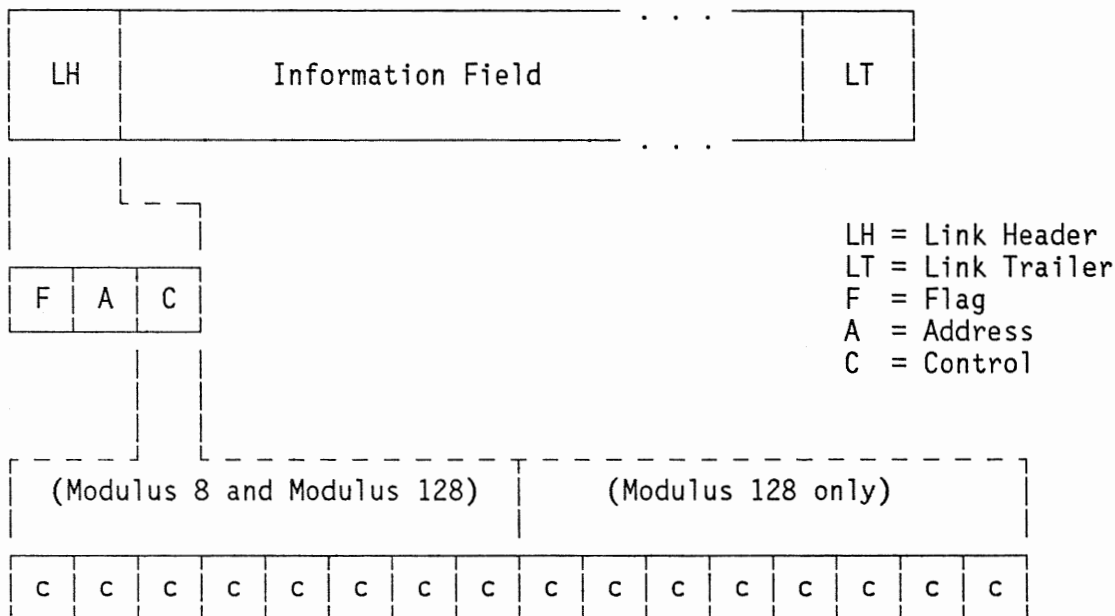 . . .
LH Information Field LT
. . .
LH = Link Header
LT = Link Trailer
F = Flag
A = Address
C = Control
F A C
(Modulus 8 and Modulus 128) (Modulus 128 only)
c c c c c c c c c c c c c c c c